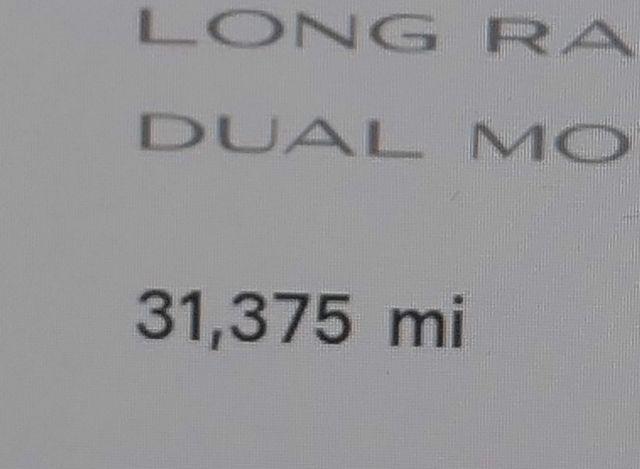 LONG RA
DUAL MO
31,375 mi